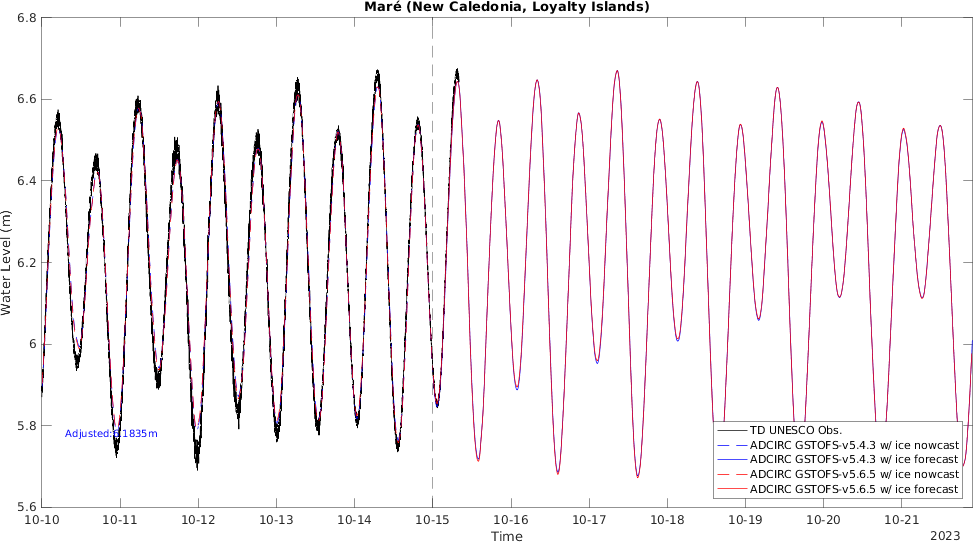 Maré (New Caledonia, Loyalty Islands)
6.8
6.6
6.4
6.2
6
5.8
5.6
Water Level (m)
Adjusted:6.1835m
TD UNESCO Obs.
ADCIRC GSTOFS-v5.4.3 w/ ice nowcast
ADCIRC GSTOFS-v5.4.3 w/ ice forecast
ADCIRC GSTOFS-v5.6.5 w/ ice nowcast
ADCIRC GSTOFS-v5.6.5 w/ ice forecast
10-10 10-11 10-12 10-13 10-14 10-15 10-16 10-17 10-18 10-19 10-20 10-21
Time
2023